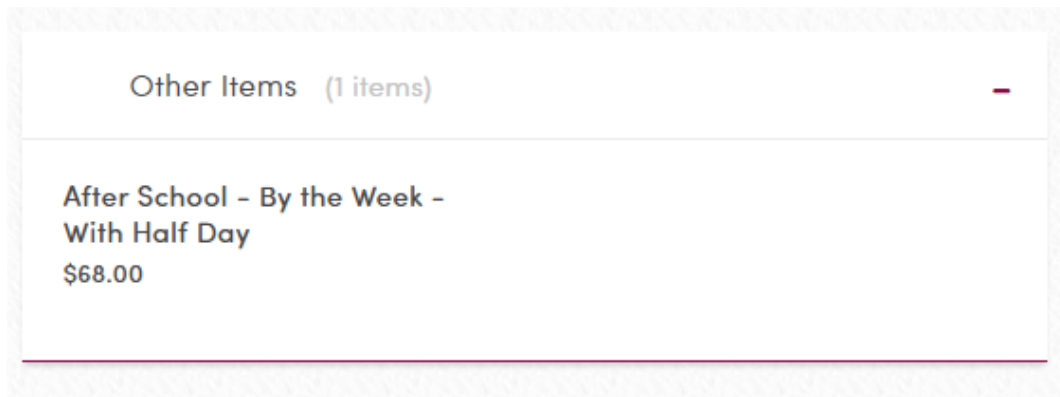 Other Items (1 items)
After School - By the Week -
With Half Day
$68.00